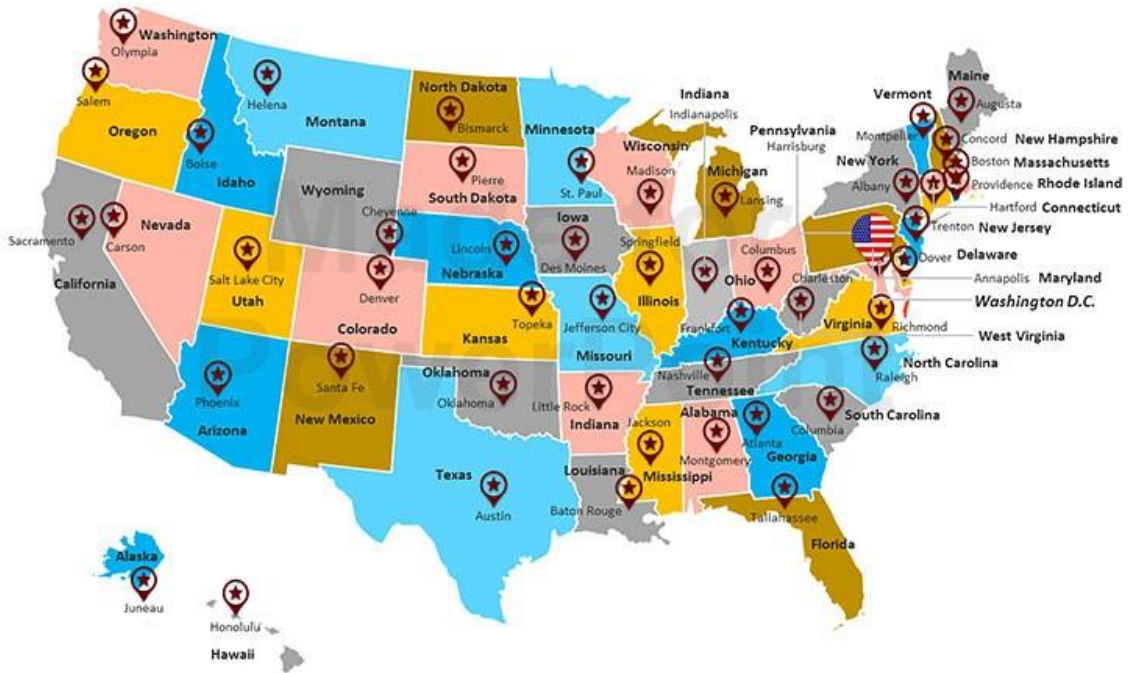 Washington
Olympia
Salem
Oregon
Helena
Montana
Boise
Idaho
North Dakota
Bismarck
Minnesota
St. Paul
Pierre
South Dakota
Wyoming
Cheyenne
Sacramento
Carson
Nevada
California
Salt Lake City
Utah
Denver
Colorado
Lincoln
Nebraska
Topeka
Kansas
Iowa
Des Moines
Wisconsin
Madison
Michigan
Lansing
Indiana
Indianapolis
Pennsylvania
Harrisburg
Springfield
Illinois
Jefferson City
Missouri
Columbus
Ohio
Charleston
Frankfort
Kentucky
Nashville
Tennessee
Vermont
Montpelier
Maine
Augusta
Concord New Hampshire
Boston Massachusetts
New York
Albany
Providence Rhode Island
Hartford Connecticut
Trenton New Jersey
Dover Delaware
Annapolis Maryland
Washington D.C.
Virginia
Richmond
West Virginia
North Carolina
Raleigh
South Carolina
Columbia
Phoenix
Arizona
Santa Fe
New Mexico
Oklahoma
Oklahoma
Little Rock
Indiana
Texas
Austin
Louisiana
Baton Rouge
Jackson
Mississippi
Alabama
Montgomery
Atlanta
Georgia
Tallahassee
Florida
Alaska
Juneau
Honolulu
Hawaii